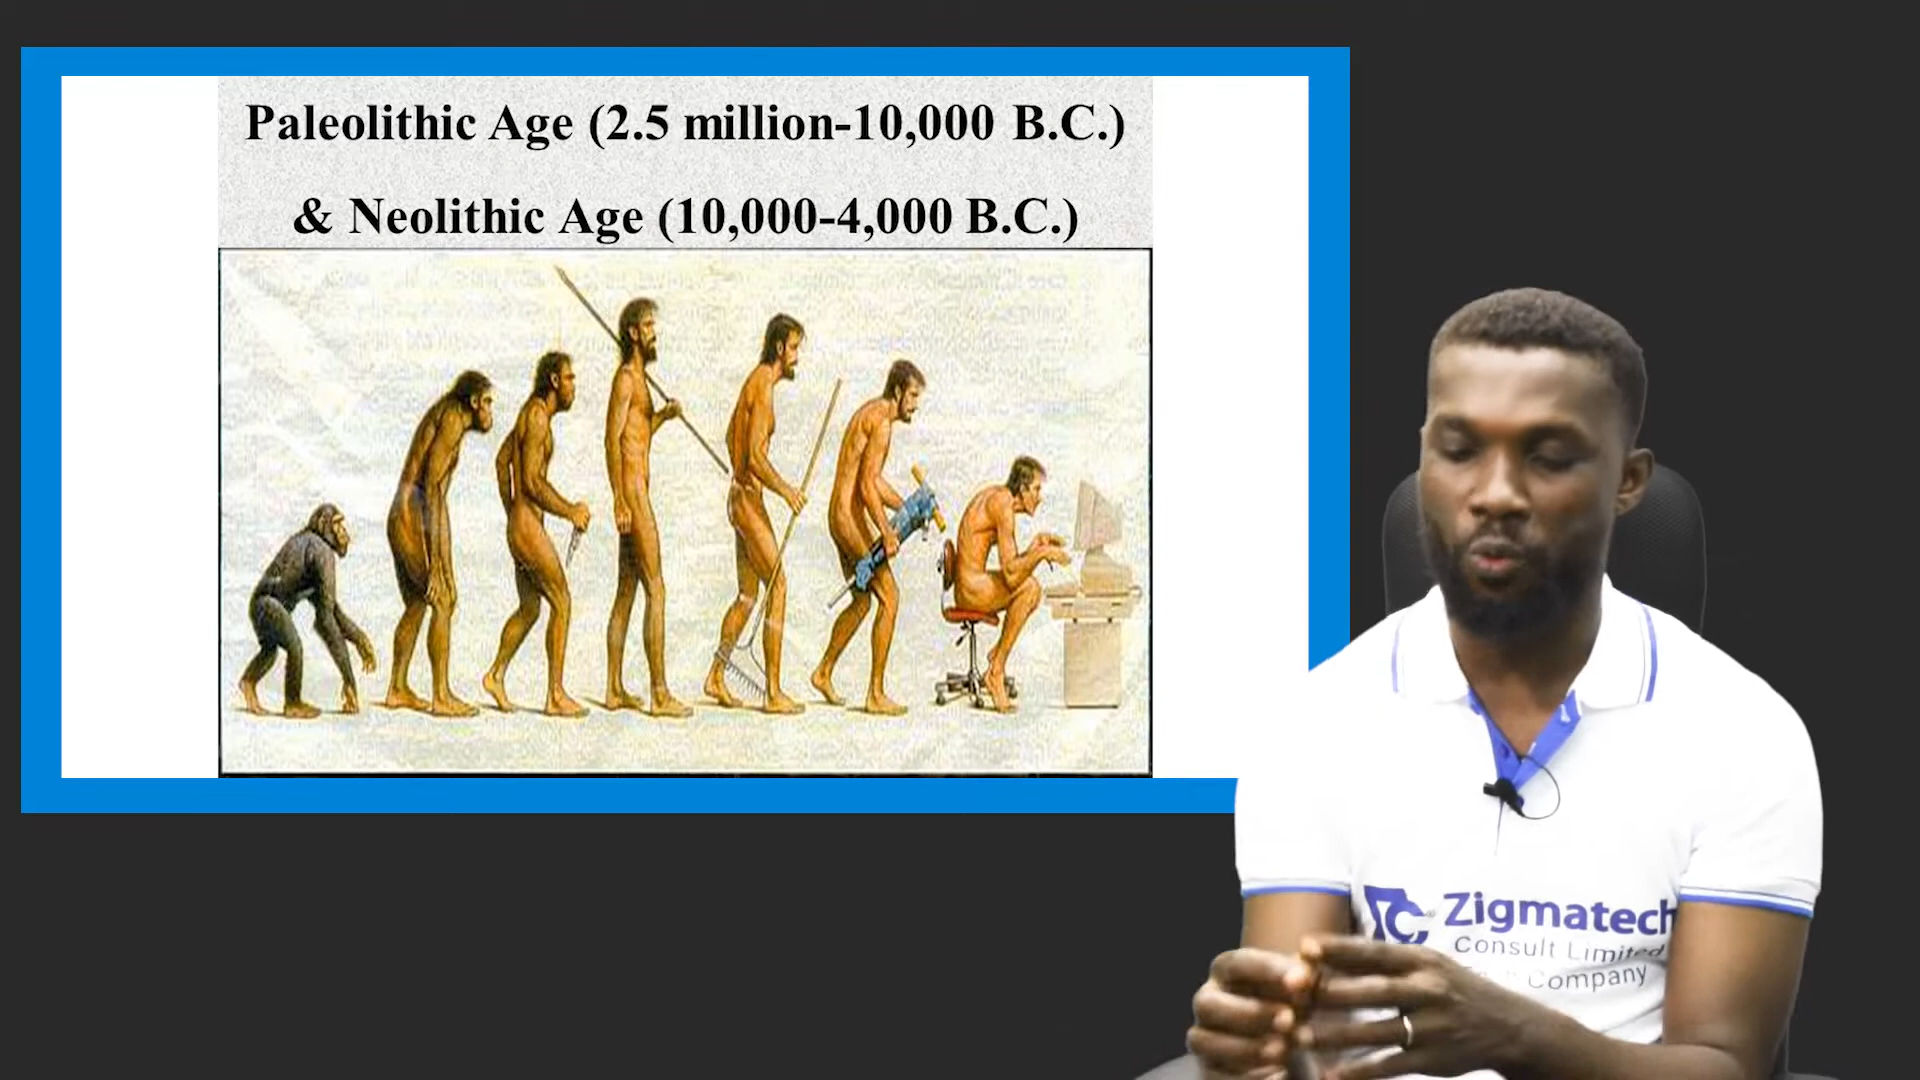 Paleolithic Age (2.5 million-10,000 B.C.)
& Neolithic Age (10,000-4,000 B.C.)
Zigmatech
Consult Limited
Company